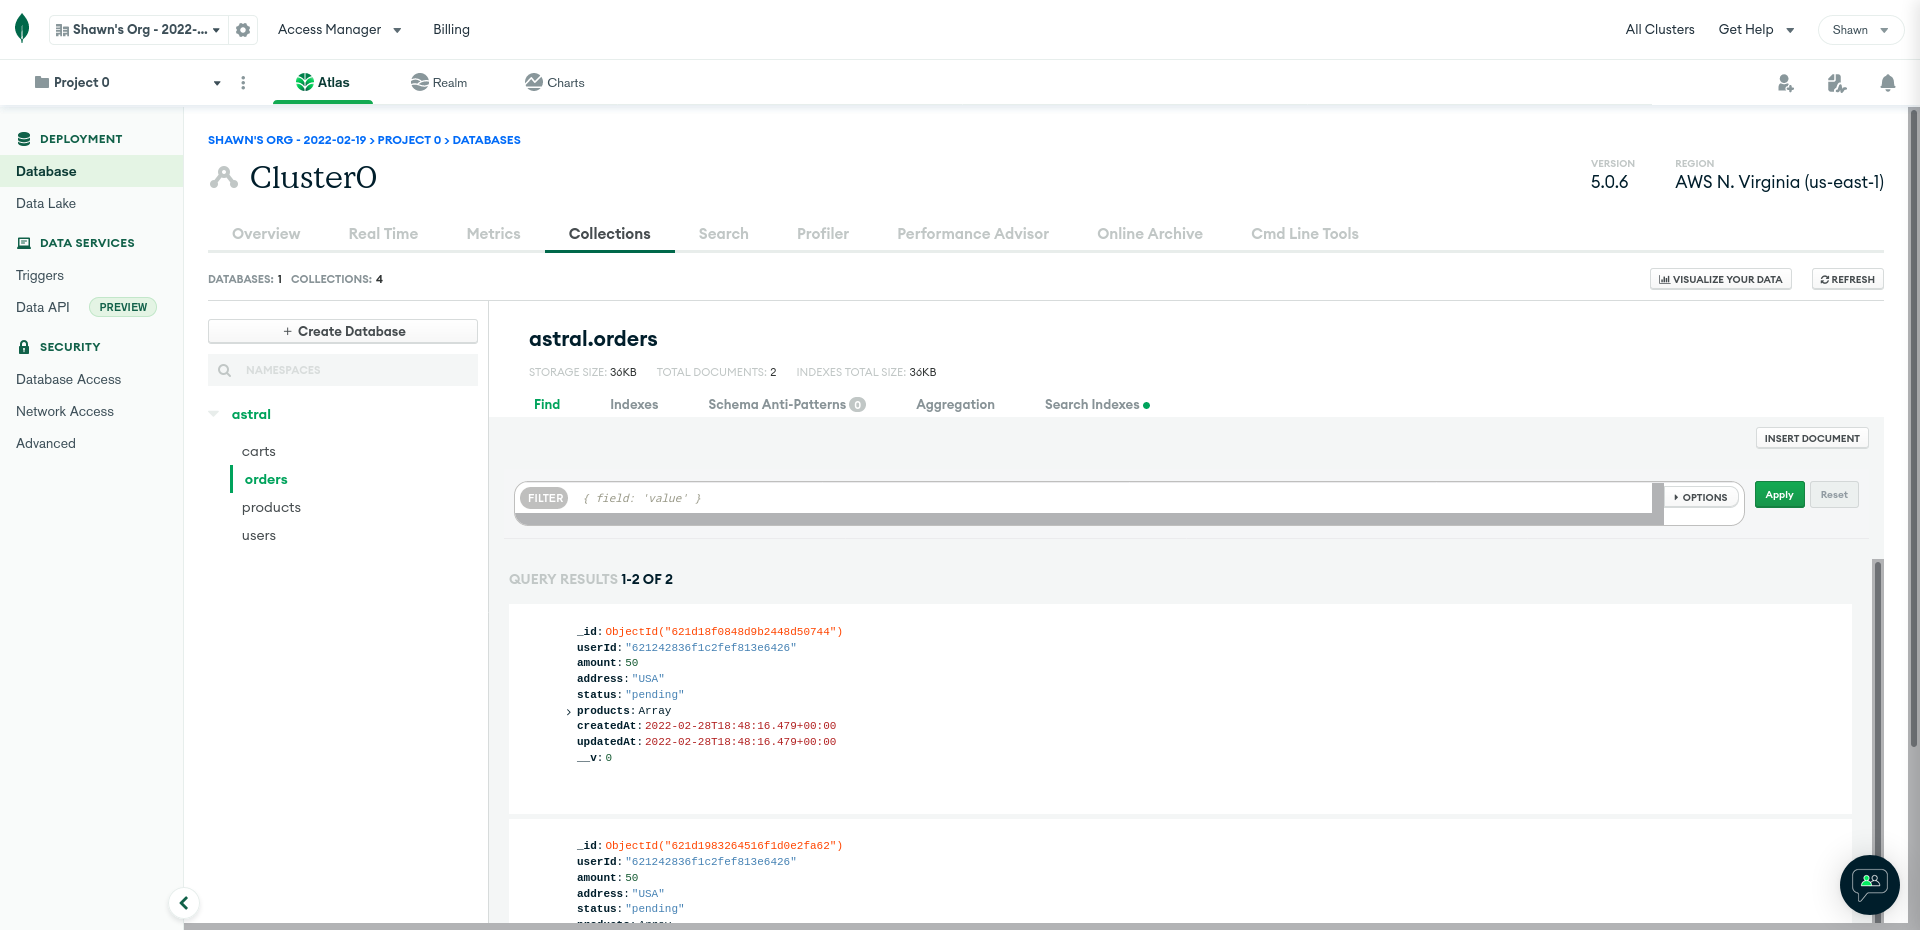 Shawn's Org - 2022-...
Access Manager
Billing
All Clusters
Get Help
Shawn
Project 0
Atlas
Realm
Charts
DEPLOYMENT
Database
Data Lake
DATA SERVICES
Triggers
Data API PREVIEW
SECURITY
Database Access
Network Access
Advanced
SHAWN'S ORG - 2022-02-19 > PROJECT 0 > DATABASES
Cluster0
VERSION
5.0.6
REGION
AWS N. Virginia (us-east-1)
Overview
Real Time
Metrics
Collections
Search
Profiler
Performance Advisor
Online Archive
Cmd Line Tools
DATABASES: 1 COLLECTIONS: 4
VISUALIZE YOUR DATA
REFRESH
+ Create Database
NAMESPACES
astral
carts
orders
products
users
astral.orders
STORAGE SIZE: 36KB TOTAL DOCUMENTS: 2 INDEXES TOTAL SIZE: 36KB
Find
Indexes
Schema Anti-Patterns 0
Aggregation
Search Indexes
INSERT DOCUMENT
FILTER { field: 'value' }
OPTIONS
Apply
Reset
QUERY RESULTS 1-2 OF 2
_id: ObjectId("621d18f0848d9b2448d50744")
userId: "621242836f1c2fef813e6426"
amount: 50
address: "USA"
status: "pending"
products: Array
createdAt: 2022-02-28T18:48:16.479+00:00
updatedAt: 2022-02-28T18:48:16.479+00:00
__v: 0
_id: ObjectId("621d1983264516f1d0e2fa62")
userId: "621242836f1c2fef813e6426"
amount: 50
address: "USA"
status: "pending"